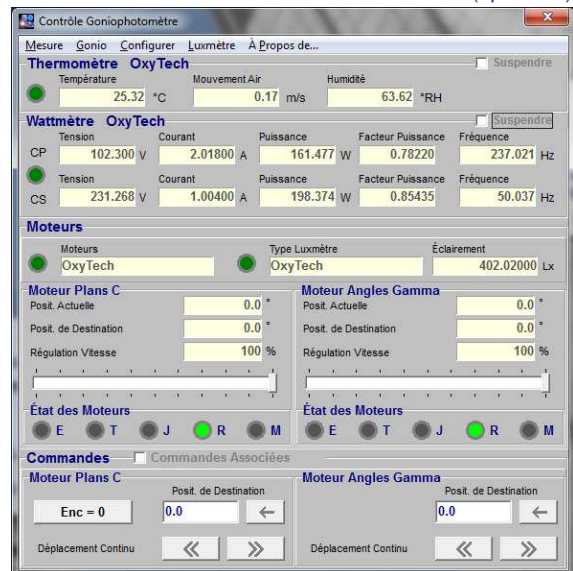 Contrôle Goniophotomètre
Mesure Gonio Configurer Luxmètre À Propos de...
Thermomètre OxyTech Suspendre
Température Mouvement Air Humidité
25.32 °C 0.17 m/s 63.62 °RH
Wattmètre OxyTech Suspendre
Tension Courant Puissance Facteur Puissance Fréquence
CP 102.300 V 2.01800 A 161.477 W 0.78220 237.021 Hz
Tension Courant Puissance Facteur Puissance Fréquence
CS 231.268 V 1.00400 A 198.374 W 0.85435 50.037 Hz
Moteurs
Moteurs Type Luxmètre Éclairement
OxyTech OxyTech 402.02000 Lx
Moteur Plans C
Posit. Actuelle 0.0 °
Posit. de Destination 0.0 °
Régulation Vitesse 100 %
État des Moteurs
E T J R M
Moteur Angles Gamma
Posit. Actuelle 0.0 °
Posit. de Destination 0.0 °
Régulation Vitesse 100 %
État des Moteurs
E T J R M
Commandes Commandes Associées
Moteur Plans C
Posit. de Destination
Enc = 0 0.0
Déplacement Continu
Moteur Angles Gamma
Posit. de Destination
0.0
Déplacement Continu